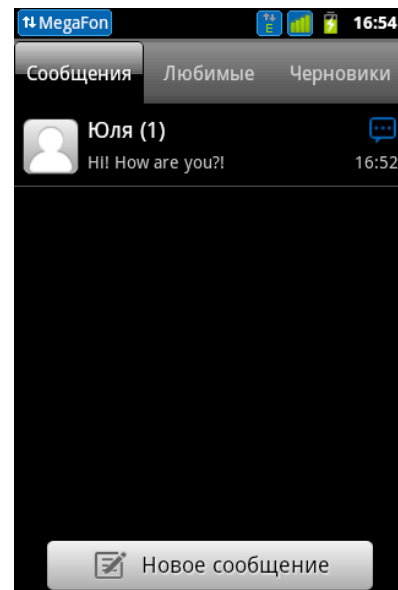 MegaFon E 16:54
Сообщения Любимые Черновики
Юля (1)
Hi! How are you?! 16:52
Новое сообщение